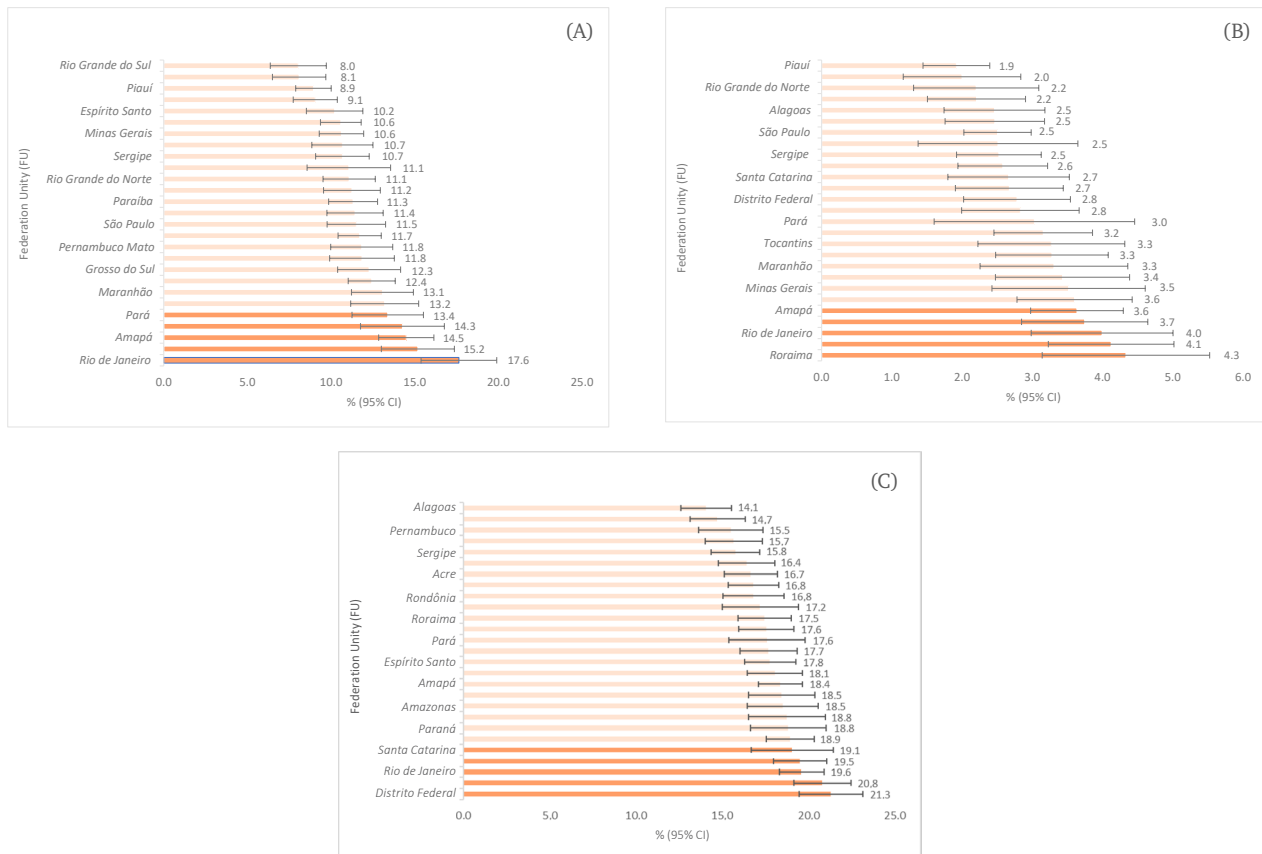 (A)
Federation Unity (FU)
Rio Grande do Sul 8.0
8.1
Piauí 8.9
9.1
Espírito Santo 10.2
10.6
Minas Gerais 10.6
10.7
Sergipe 10.7
11.1
Rio Grande do Norte 11.1
11.2
Paraíba 11.3
11.4
São Paulo 11.5
11.7
Pernambuco Mato 11.8
11.8
Grosso do Sul 12.3
12.4
Maranhão 13.1
13.2
Pará 13.4
14.3
Amapá 14.5
15.2
Rio de Janeiro 17.6
0.0 10.0 15.0 20.0 25.0
% (95% CI)
(B)
Federation Unity (FU)
Piauí 1.9
2.0
Rio Grande do Norte 2.2
2.2
Alagoas 2.5
2.5
São Paulo 2.5
2.5
Sergipe 2.5
2.6
Santa Catarina 2.7
2.7
Distrito Federal 2.8
2.8
Pará 3.0
3.2
Tocantins 3.3
3.3
Maranhão 3.3
3.4
Minas Gerais 3.5
3.6
Amapá 3.6
3.7
Rio de Janeiro 4.0
4.1
Roraima 4.3
0.0 1.0 2.0 3.0 4.0 5.0 6.0
% (95% CI)
(C)
Federation Unity (FU)
Alagoas 14.1
14.7
Pernambuco 15.5
15.7
Sergipe 15.8
16.4
Acre 16.7
16.8
Rondônia 16,8
17.2
Roraima 17.5
17.6
Pará 17.6
17.7
Espírito Santo 17.8
18.1
Amapá 18.4
18.5
Amazonas 18.5
18.8
Paraná 18.8
18.9
Santa Catarina 19.1
19.5
Rio de Janeiro 19.6
20.8
Distrito Federal 21.3
0.0 5.0 10.0 15.0 20.0 25.0
% (95% CI)